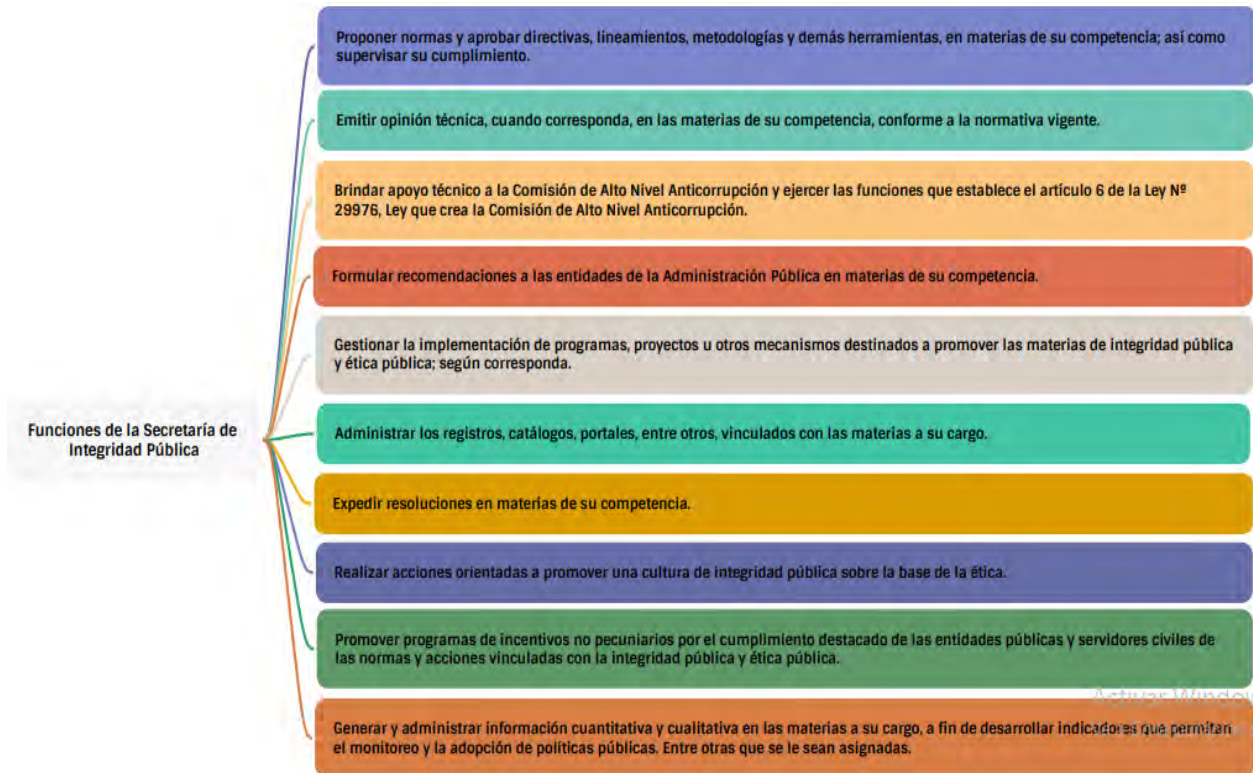 Proponer normas y aprobar directivas, lineamientos, metodologías y demás herramientas, en materias de su competencia; así como
supervisar su cumplimiento.
Emitir opinión técnica, cuando corresponda, en las materias de su competencia, conforme a la normativa vigente.
Brindar apoyo técnico a la Comisión de Alto Nivel Anticorrupción y ejercer las funciones que establece el artículo 6 de la Ley Nº
29976, Ley que crea la Comisión de Alto Nivel Anticorrupción.
Formular recomendaciones a las entidades de la Administración Pública en materias de su competencia.
Gestionar la implementación de programas, proyectos u otros mecanismos destinados a promover las materias de integridad pública
y ética pública; según corresponda.
Funciones de la Secretaría de
Integridad Pública
Administrar los registros, catálogos, portales, entre otros, vinculados con las materias a su cargo.
Expedir resoluciones en materias de su competencia.
Realizar acciones orientadas a promover una cultura de integridad pública sobre la base de la ética.
Promover programas de incentivos no pecuniarios por el cumplimiento destacado de las entidades públicas y servidores civiles de
las normas y acciones vinculadas con la integridad pública y ética pública.
Activar Window
Generar y administrar información cuantitativa y cualitativa en las materias a su cargo, a fin de desarrollar indicadores que permitan
el monitoreo y la adopción de políticas públicas. Entre otras que se le sean asignadas.